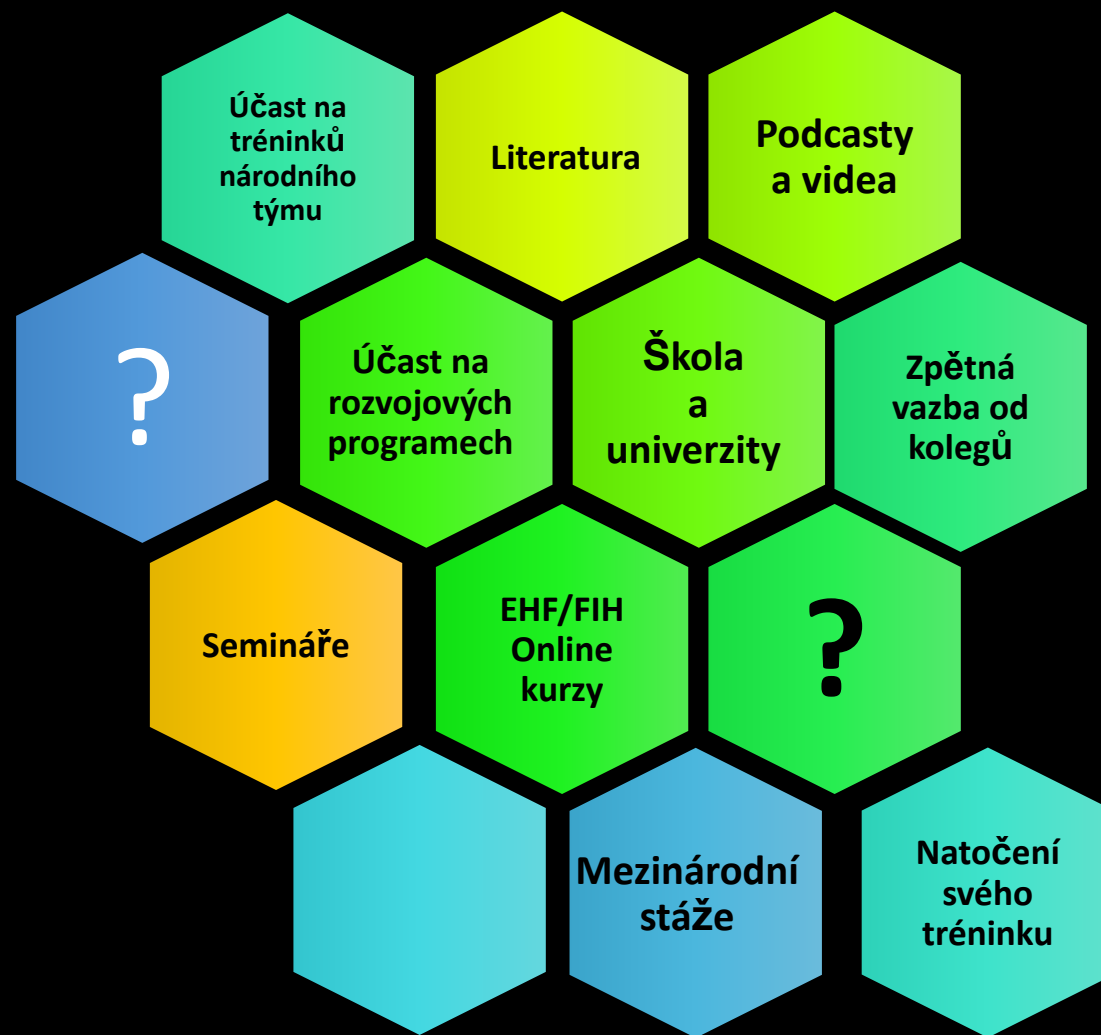 Účast na
tréninků
národního
týmu
Literatura
Podcasty
a videa
?
Účast na
rozvojových
programech
Škola
a
univerzity
Zpětná
vazba od
kolegů
Semináře
EHF/FIH
Online
kurzy
?
Mezinárodní
stáže
Natočení
svého
tréninku